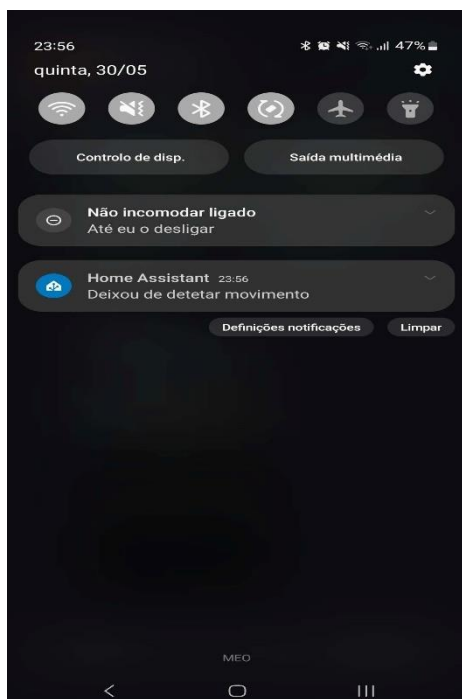 23:56 47%
quinta, 30/05
Controlo de disp. Saída multimédia
Não incomodar ligado
Até eu o desligar
Home Assistant 23:56
Deixou de detetar movimento
Definições notificações Limpar
MEO